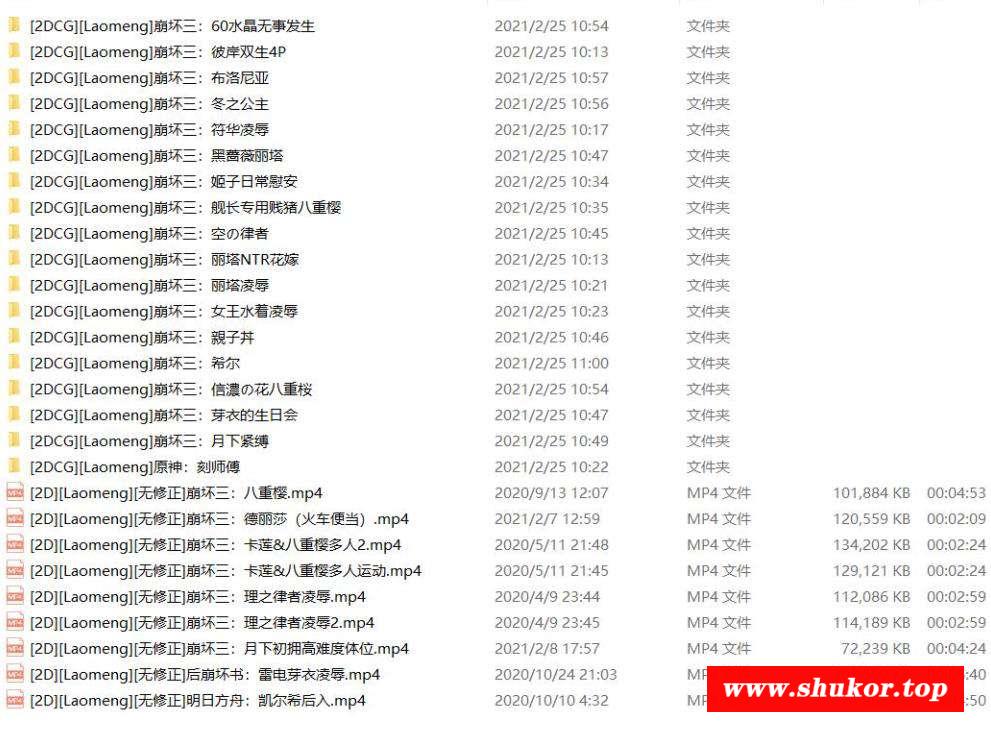 [2DCG][Laomeng]崩坏三：60水晶无事发生 2021/2/25 10:54 文件夹
[2DCG][Laomeng]崩坏三：彼岸双生4P 2021/2/25 10:13 文件夹
[2DCG][Laomeng]崩坏三：布洛尼亚 2021/2/25 10:57 文件夹
[2DCG][Laomeng]崩坏三：冬之公主 2021/2/25 10:56 文件夹
[2DCG][Laomeng]崩坏三：符华凌辱 2021/2/25 10:17 文件夹
[2DCG][Laomeng]崩坏三：黑薔薇丽塔 2021/2/25 10:47 文件夹
[2DCG][Laomeng]崩坏三：姬子日常慰安 2021/2/25 10:34 文件夹
[2DCG][Laomeng]崩坏三：舰长专用贱猪八重樱 2021/2/25 10:35 文件夹
[2DCG][Laomeng]崩坏三：空の律者 2021/2/25 10:45 文件夹
[2DCG][Laomeng]崩坏三：丽塔NTR花嫁 2021/2/25 10:13 文件夹
[2DCG][Laomeng]崩坏三：丽塔凌辱 2021/2/25 10:21 文件夹
[2DCG][Laomeng]崩坏三：女王水着凌辱 2021/2/25 10:23 文件夹
[2DCG][Laomeng]崩坏三：親子丼 2021/2/25 10:46 文件夹
[2DCG][Laomeng]崩坏三：希尔 2021/2/25 11:00 文件夹
[2DCG][Laomeng]崩坏三：信濃の花八重桜 2021/2/25 10:54 文件夹
[2DCG][Laomeng]崩坏三：芽衣的生日会 2021/2/25 10:47 文件夹
[2DCG][Laomeng]崩坏三：月下紧缚 2021/2/25 10:49 文件夹
[2DCG][Laomeng]原神：刻师傅 2021/2/25 10:22 文件夹
[2D][Laomeng][无修正]崩坏三：八重樱.mp4 2020/9/13 12:07 MP4 文件 101,884 KB 00:04:53
[2D][Laomeng][无修正]崩坏三：德丽莎（火车便当）.mp4 2021/2/7 12:59 MP4 文件 120,559 KB 00:02:09
[2D][Laomeng][无修正]崩坏三：卡莲&八重樱多人2.mp4 2020/5/11 21:48 MP4 文件 134,202 KB 00:02:24
[2D][Laomeng][无修正]崩坏三：卡莲&八重樱多人运动.mp4 2020/5/11 21:45 MP4 文件 129,121 KB 00:02:24
[2D][Laomeng][无修正]崩坏三：理之律者凌辱.mp4 2020/4/9 23:44 MP4 文件 112,086 KB 00:02:59
[2D][Laomeng][无修正]崩坏三：理之律者凌辱2.mp4 2020/4/9 23:45 MP4 文件 114,189 KB 00:02:59
[2D][Laomeng][无修正]崩坏三：月下初拥高难度体位.mp4 2021/2/8 17:57 MP4 文件 72,239 KB 00:04:24
[2D][Laomeng][无修正]后崩坏书：雷电芽衣凌辱.mp4 2020/10/24 21:03 :40
[2D][Laomeng][无修正]明日方舟：凯尔希后入.mp4 2020/10/10 4:32 :50
www.shukor.top